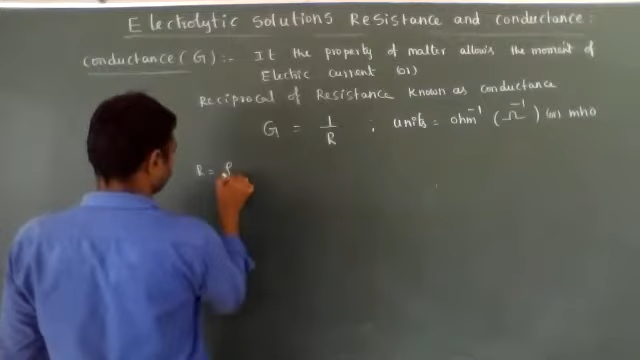 Electrolytic solutions Resistance and conductance:
conductance (G) :- It the property of matter allows the moment of
Electric current (or)
Reciprocal of Resistance known as conductance
G = 1/R ; units = ohm⁻¹ (Ω⁻¹) (or) mho
R = ρ